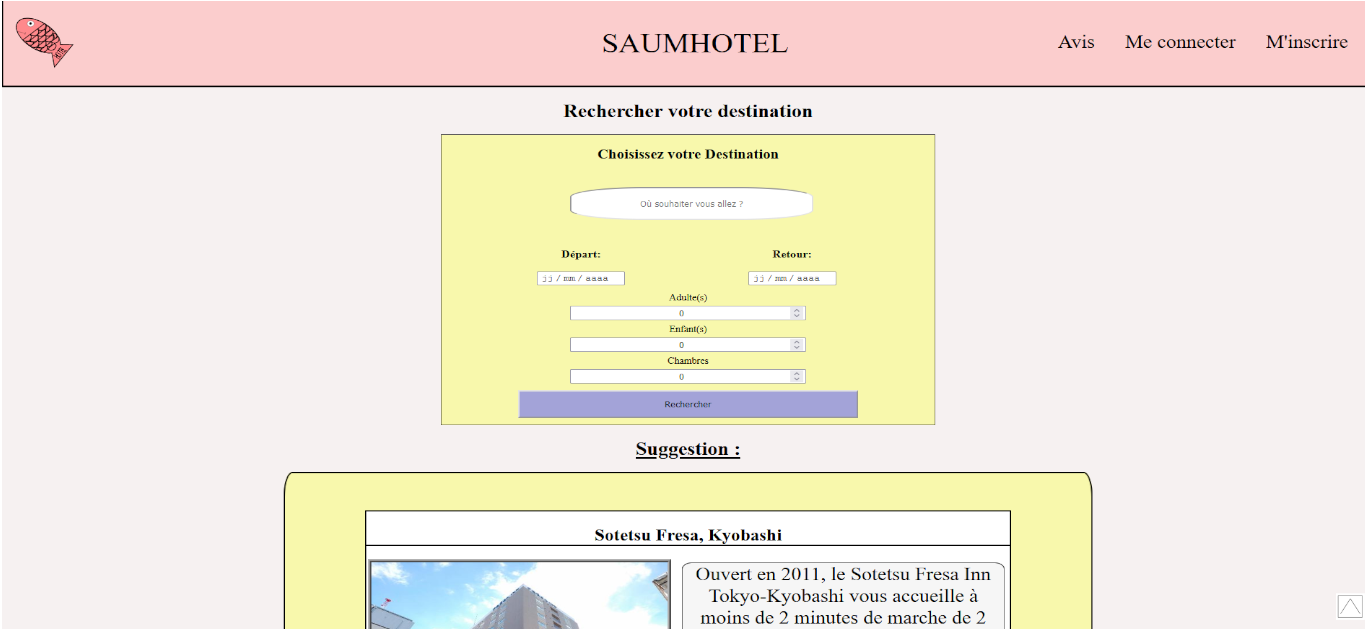 SAUMHOTEL
Avis
Me connecter
M'inscrire
Rechercher votre destination
Choisissez votre Destination
Où souhaiter vous allez ?
Départ:
Retour:
jj / mm / aaaa
jj / mm / aaaa
Adulte(s)
0
Enfant(s)
0
Chambres
0
Rechercher
Suggestion :
Sotetsu Fresa, Kyobashi
Ouvert en 2011, le Sotetsu Fresa Inn
Tokyo-Kyobashi vous accueille à
moins de 2 minutes de marche de 2